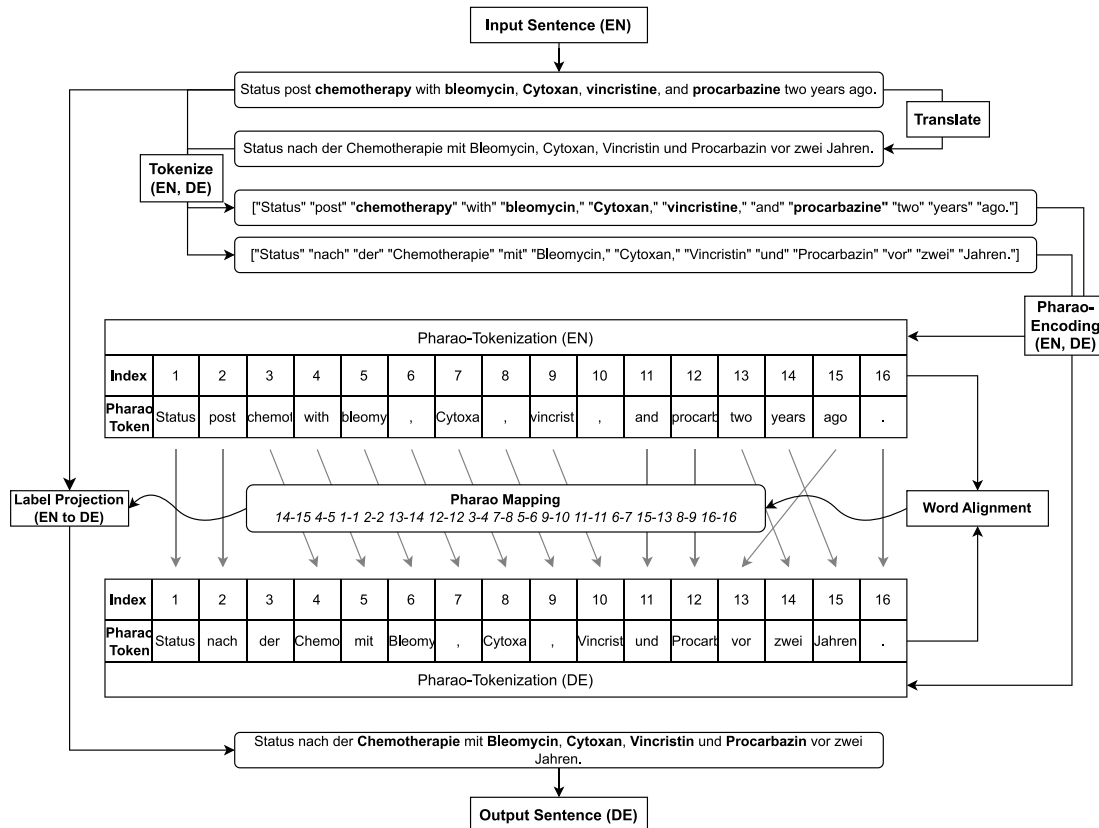 Input Sentence (EN)
Status post chemotherapy with bleomycin, Cytoxan, vincristine, and procarbazine two years ago.
Translate
Status nach der Chemotherapie mit Bleomycin, Cytoxan, Vincristin und Procarbazin vor zwei Jahren.
Tokenize
(EN, DE)
["Status" "post" "chemotherapy" "with" "bleomycin," "Cytoxan," "vincristine," "and" "procarbazine" "two" "years" "ago."]
["Status" "nach" "der" "Chemotherapie" "mit" "Bleomycin," "Cytoxan," "Vincristin" "und" "Procarbazin" "vor" "zwei" "Jahren."]
Pharao-
Encoding
(EN, DE)
Pharao-Tokenization (EN)
Index 1 2 3 4 5 6 7 8 9 10 11 12 13 14 15 16
Pharao
Token Status post chemot with bleomy , Cytoxa , vincrist , and procarb two years ago .
Label Projection
(EN to DE)
Pharao Mapping
14-15 4-5 1-1 2-2 13-14 12-12 3-4 7-8 5-6 9-10 11-11 6-7 15-13 8-9 16-16
Word Alignment
Index 1 2 3 4 5 6 7 8 9 10 11 12 13 14 15 16
Pharao
Token Status nach der Chemo mit Bleomy , Cytoxa , Vincrist und Procarb vor zwei Jahren .
Pharao-Tokenization (DE)
Status nach der Chemotherapie mit Bleomycin, Cytoxan, Vincristin und Procarbazin vor zwei
Jahren.
Output Sentence (DE)